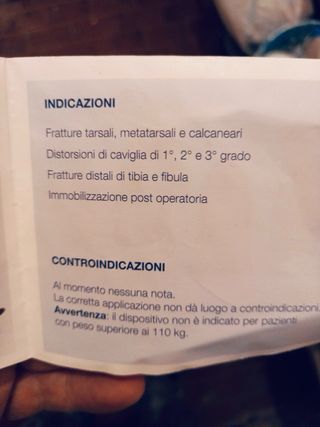 INDICAZIONI
Fratture tarsali, metatarsali e calcaneari
Distorsioni di caviglia di 1°, 2° e 3° grado
Fratture distali di tibia e fibula
Immobilizzazione post operatoria
CONTROINDICAZIONI
Al momento nessuna nota.
La corretta applicazione non dà luogo a controindicazioni.
Avvertenza: il dispositivo non è indicato per pazienti
con peso superiore ai 110 kg.